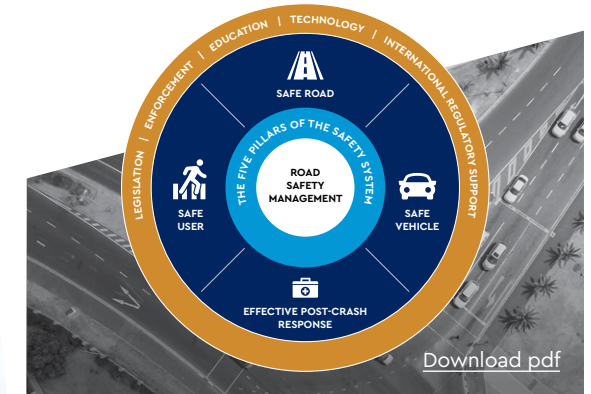 LEGISLATION | ENFORCEMENT | EDUCATION | TECHNOLOGY | INTERNATIONAL REGULATORY SUPPORT
SAFE ROAD
THE FIVE PILLARS OF THE SAFETY SYSTEM
ROAD
SAFETY
MANAGEMENT
SAFE
USER
SAFE
VEHICLE
EFFECTIVE POST-CRASH
RESPONSE
Download pdf